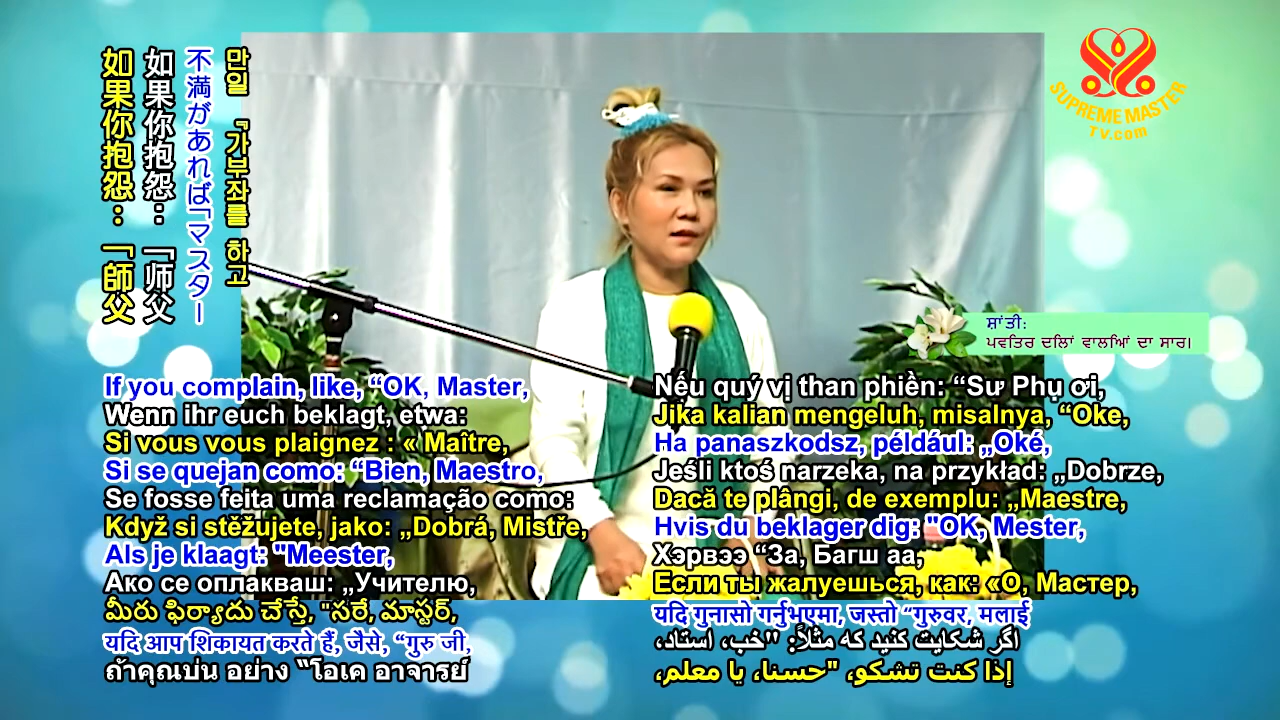 만일 『가부좌를 하고
不満があれば「マスター
如果你抱怨…「师父
如果你抱怨…「師父
SUPREME MASTER
TV.com
ਸ਼ਾਂਤੀ:
ਪਵਤਿਰ ਦਲਿਾਂ ਵਾਲਆਿਂ ਦਾ ਸਾਰ।
If you complain, like, “OK, Master,
Wenn ihr euch beklagt, etwa:
Si vous vous plaignez : « Maître,
Si se quejan como: “Bien, Maestro,
Se fosse feita uma reclamação como:
Když si stěžujete, jako: „Dobrá, Mistře,
Als je klaagt: "Meester,
Ако се оплакваш: „Учителю,
మీరు ఫిర్యాదు చేస్తే, "సరే, మాస్టర్,
यदि आप शिकायत करते हैं, जैसे, “गुरु जी,
ถ้าคุณบ่น อย่าง “โอเค อาจารย์
Nếu quý vị than phiền: “Sư Phụ ơi,
Jika kalian mengeluh, misalnya, “Oke,
Ha panaszkodsz, például: „Oké,
Jeśli ktoś narzeka, na przykład: „Dobrze,
Dacă te plângi, de exemplu: „Maestre,
Hvis du beklager dig: "OK, Mester,
Хэрвээ “За, Багш аа,
Если ты жалуешься, как: «О, Мастер,
यदि गुनासो गर्नुभएमा, जस्तो “गुरुवर, मलाई
اگر شکایت کنید که مثلاً: "خب، استاد،
إذا كنت تشكو، "حسنا، يا معلم،